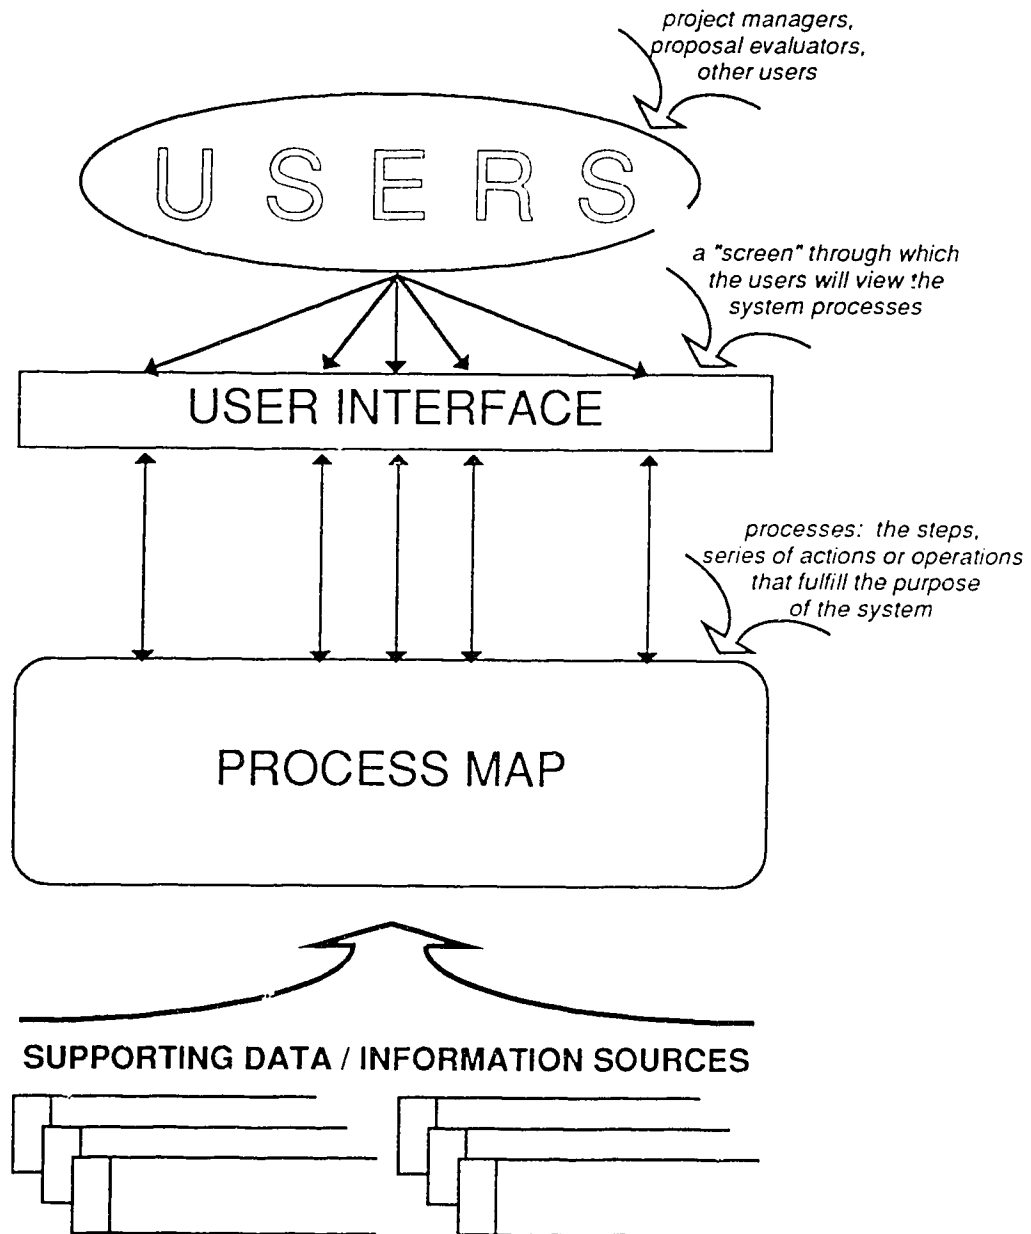 project managers,
proposal evaluators,
other users
USERS
a "screen" through which
the users will view the
system processes
USER INTERFACE
processes: the steps,
series of actions or operations
that fulfill the purpose
of the system
PROCESS MAP
SUPPORTING DATA / INFORMATION SOURCES